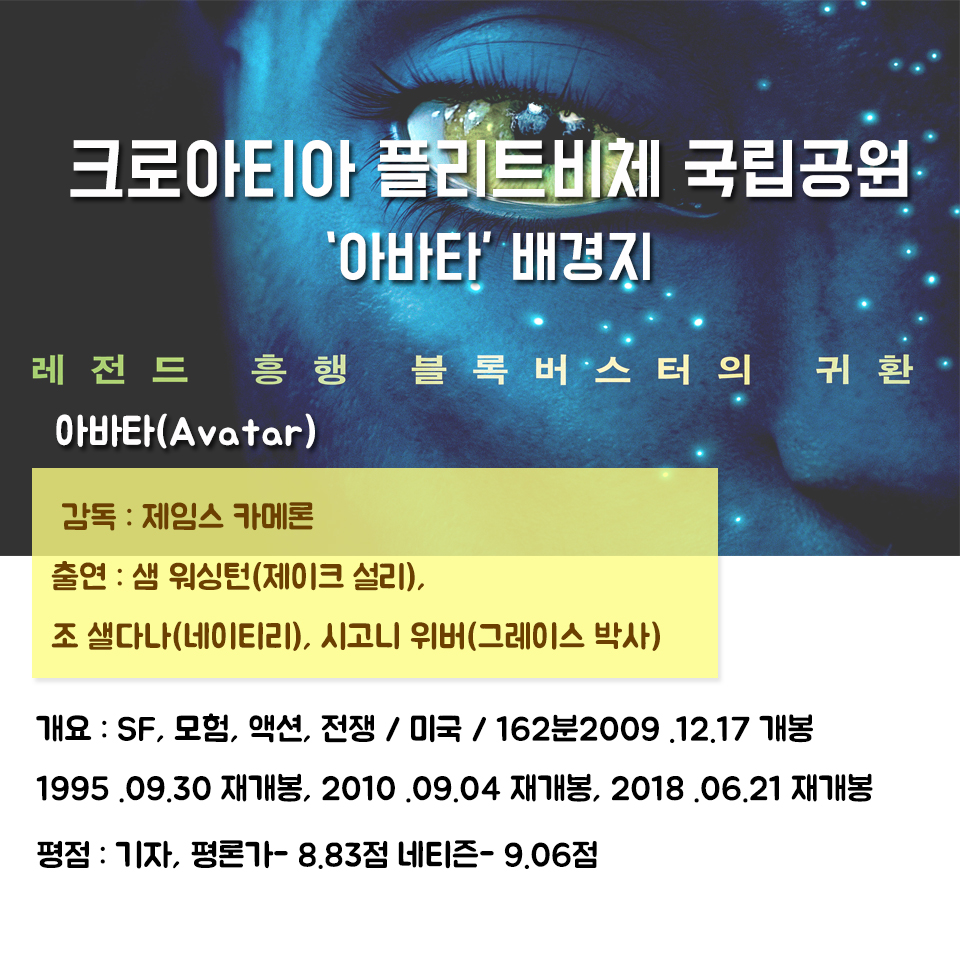 크로아티아 플리트비체 국립공원
‘아바타’ 배경지
레전드 흥행 블록버스터의 귀환
아바타(Avatar)
감독 : 제임스 카메론
출연 : 샘 워싱턴(제이크 설리),
조 샐다나(네이티리), 시고니 위버(그레이스 박사)
개요 : SF, 모험, 액션, 전쟁 / 미국 / 162분2009 .12.17 개봉
1995 .09.30 재개봉, 2010 .09.04 재개봉, 2018 .06.21 재개봉
평점 : 기자, 평론가- 8.83점 네티즌- 9.06점